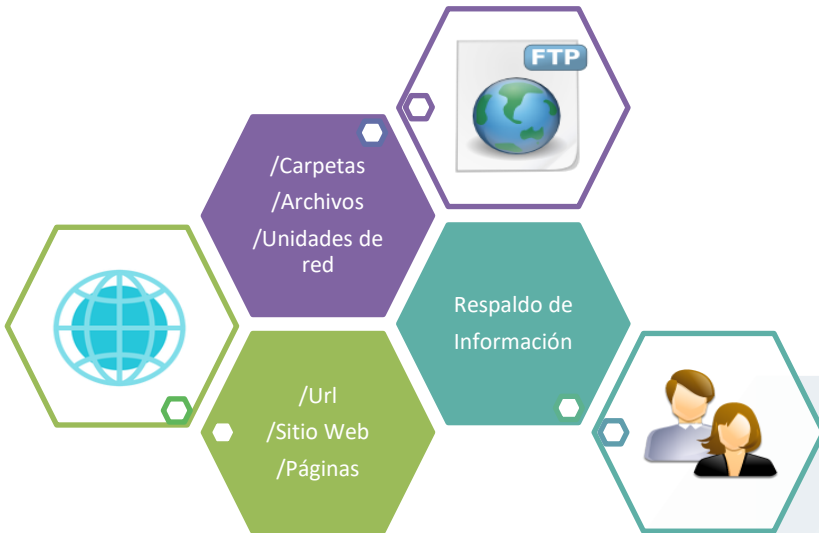 FTP
/Carpetas
/Archivos
/Unidades de
red
Respaldo de
Información
/Url
/Sitio Web
/Páginas